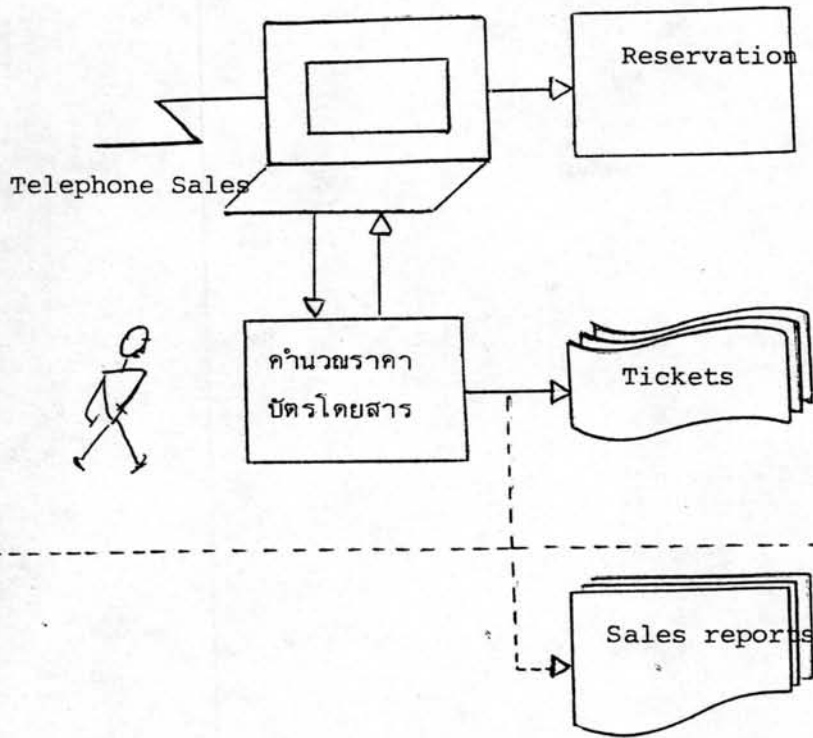 Reservation
Telephone Sales
คำนวณราคา
บัตรโดยสาร
Tickets
Sales reports